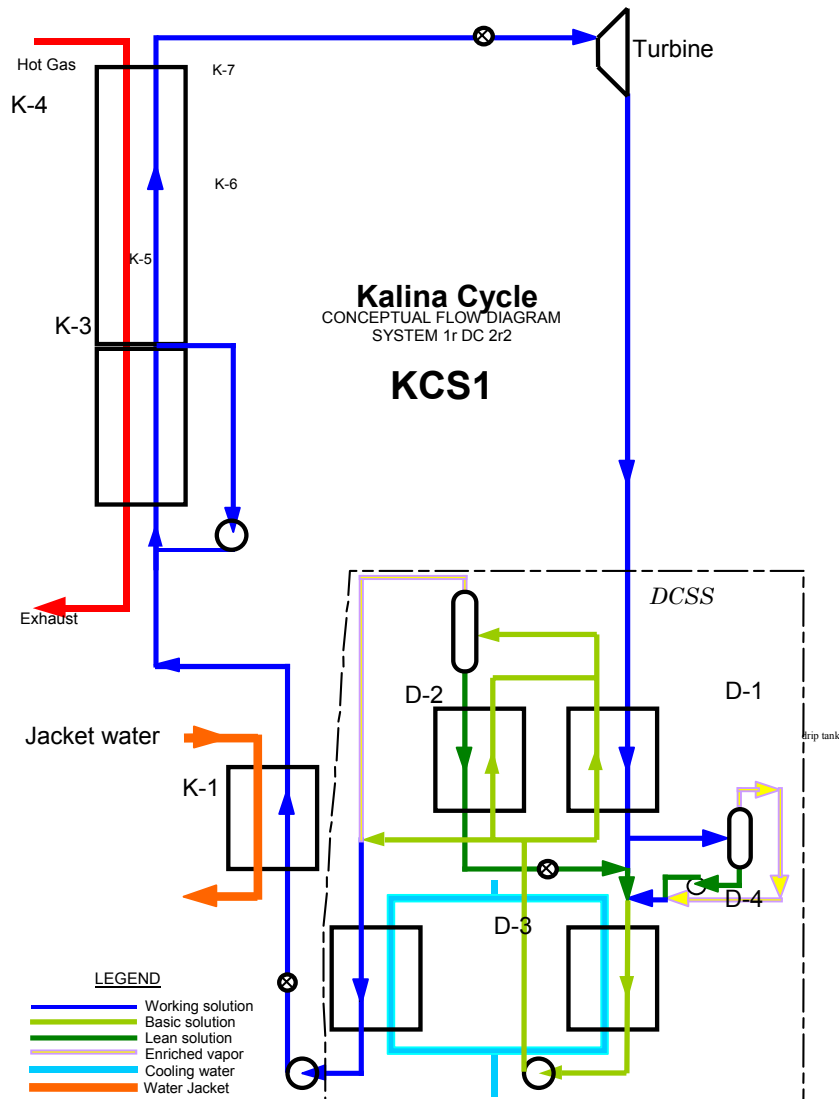 Turbine
Hot Gas
K-7
K-4
K-6
K-5
Kalina Cycle
CONCEPTUAL FLOW DIAGRAM
SYSTEM 1r DC 2r2
K-3
KCS1
DCSS
Exhaust
D-2
D-1
Jacket water
drip tank
K-1
D-4
D-3
LEGEND
Working solution
Basic solution
Lean solution
Enriched vapor
Cooling water
Water Jacket